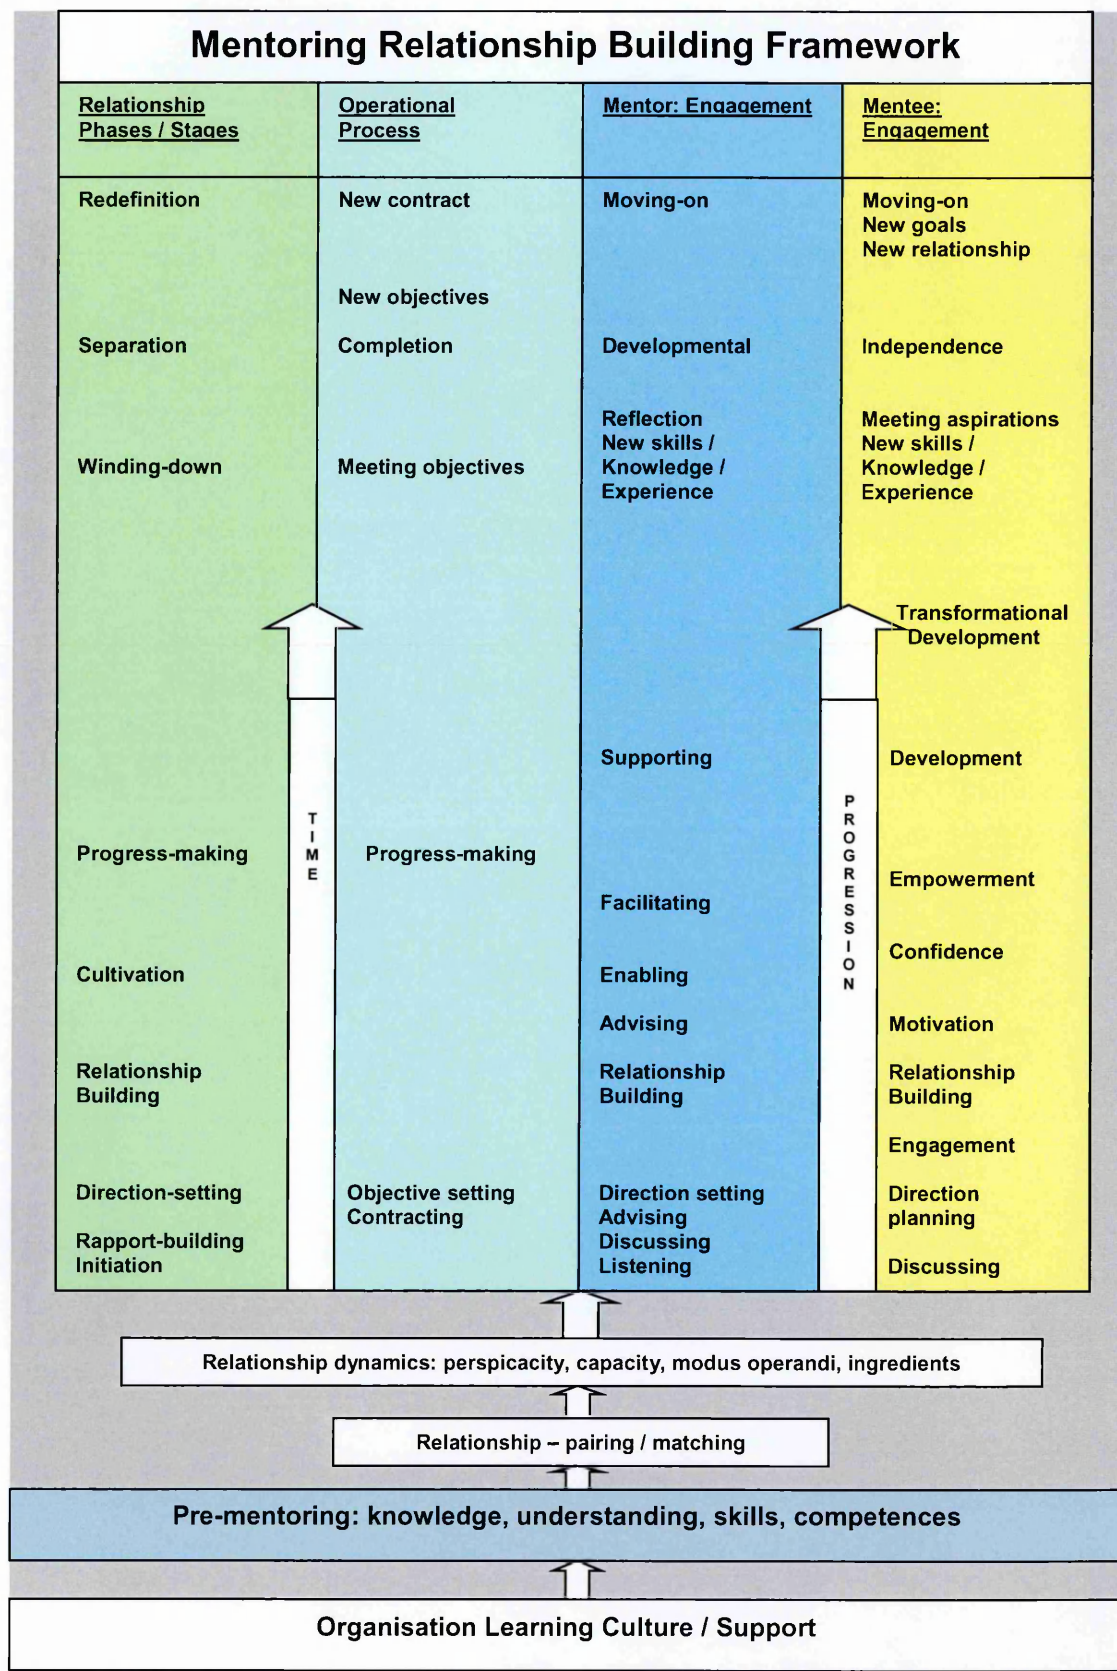 Mentoring Relationship Building Framework
Relationship
Phases / Stages
Redefinition
Separation
Winding-down
Progress-making
Cultivation
Relationship
Building
Direction-setting
Rapport-building
Initiation
TIME
Operational
Process
New contract
New objectives
Completion
Meeting objectives
Progress-making
Objective setting
Contracting
Mentor: Engagement
Moving-on
Developmental
Reflection
New skills /
Knowledge /
Experience
Supporting
Facilitating
Enabling
Advising
Relationship
Building
Direction setting
Advising
Discussing
Listening
PROGRESSION
Mentee:
Engagement
Moving-on
New goals
New relationship
Independence
Meeting aspirations
New skills /
Knowledge /
Experience
Transformational
Development
Development
Empowerment
Confidence
Motivation
Relationship
Building
Engagement
Direction
planning
Discussing
Relationship dynamics: perspicacity, capacity, modus operandi, ingredients
Relationship – pairing / matching
Pre-mentoring: knowledge, understanding, skills, competences
Organisation Learning Culture / Support